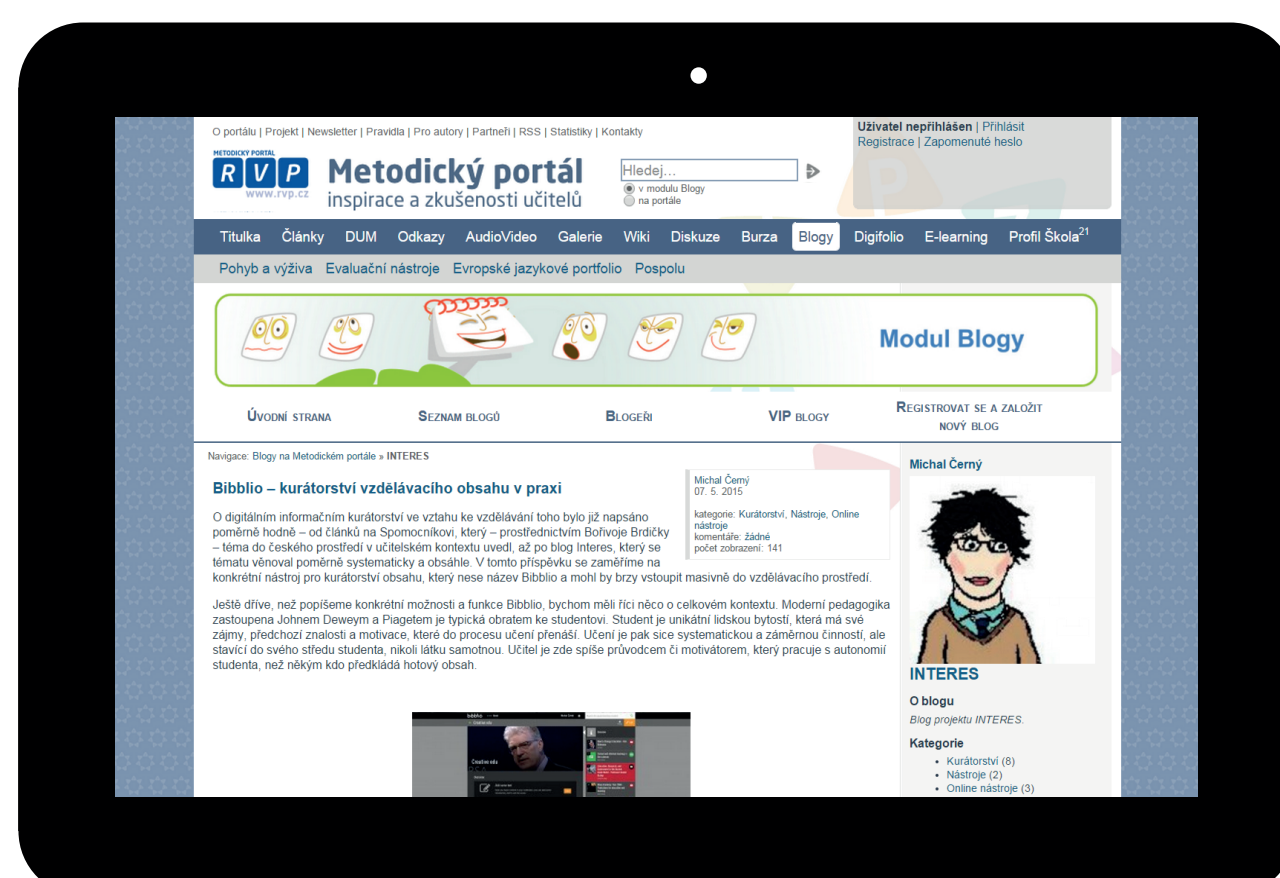 O portálu | Projekt | Newsletter | Pravidla | Pro autory | Partneři | RSS | Statistiky | Kontakty
Uživatel nepřihlášen | Přihlásit
Registrace | Zapomenuté heslo
METODICKÝ PORTÁL
RVP
www.rvp.cz
Metodický portál
inspirace a zkušenosti učitelů
Hledej...
v modulu Blogy
na portále
Titulka Články DUM Odkazy AudioVideo Galerie Wiki Diskuze Burza Blogy Digifolio E-learning Profil Škola21
Pohyb a výživa Evaluační nástroje Evropské jazykové portfolio Pospolu
Modul Blogy
Úvodní strana Seznam blogů Blogeři VIP blogy Registrovat se a založit
nový blog
Navigace: Blogy na Metodickém portále » INTERES
Bibblio – kurátorství vzdělávacího obsahu v praxi
Michal Černý
07. 5. 2015
kategorie: Kurátorství, Nástroje, Online
nástroje
komentáře: žádné
počet zobrazení: 141
O digitálním informačním kurátorství ve vztahu ke vzdělávání toho bylo již napsáno
poměrně hodně – od článků na Spomocníkovi, který – prostřednictvím Bořivoje Brdičky
– téma do českého prostředí v učitelském kontextu uvedl, až po blog Interes, který se
tématu věnoval poměrně systematicky a obsáhle. V tomto příspěvku se zaměříme na
konkrétní nástroj pro kurátorství obsahu, který nese název Bibblio a mohl by brzy vstoupit masivně do vzdělávacího prostředí.
Ještě dříve, než popíšeme konkrétní možnosti a funkce Bibblio, bychom měli říci něco o celkovém kontextu. Moderní pedagogika
zastoupena Johnem Deweym a Piagetem je typická obratem ke studentovi. Student je unikátní lidskou bytostí, která má své
zájmy, předchozí znalosti a motivace, které do procesu učení přenáší. Učení je pak sice systematickou a záměrnou činností, ale
stavící do svého středu studenta, nikoli látku samotnou. Učitel je zde spíše průvodcem či motivátorem, který pracuje s autonomií
studenta, než někým kdo předkládá hotový obsah.
bibblio
Creative edu
Creative edu
Michal Černý
INTERES
O blogu
Blog projektu INTERES.
Kategorie
Kurátorství (8)
Nástroje (2)
Online nástroje (3)